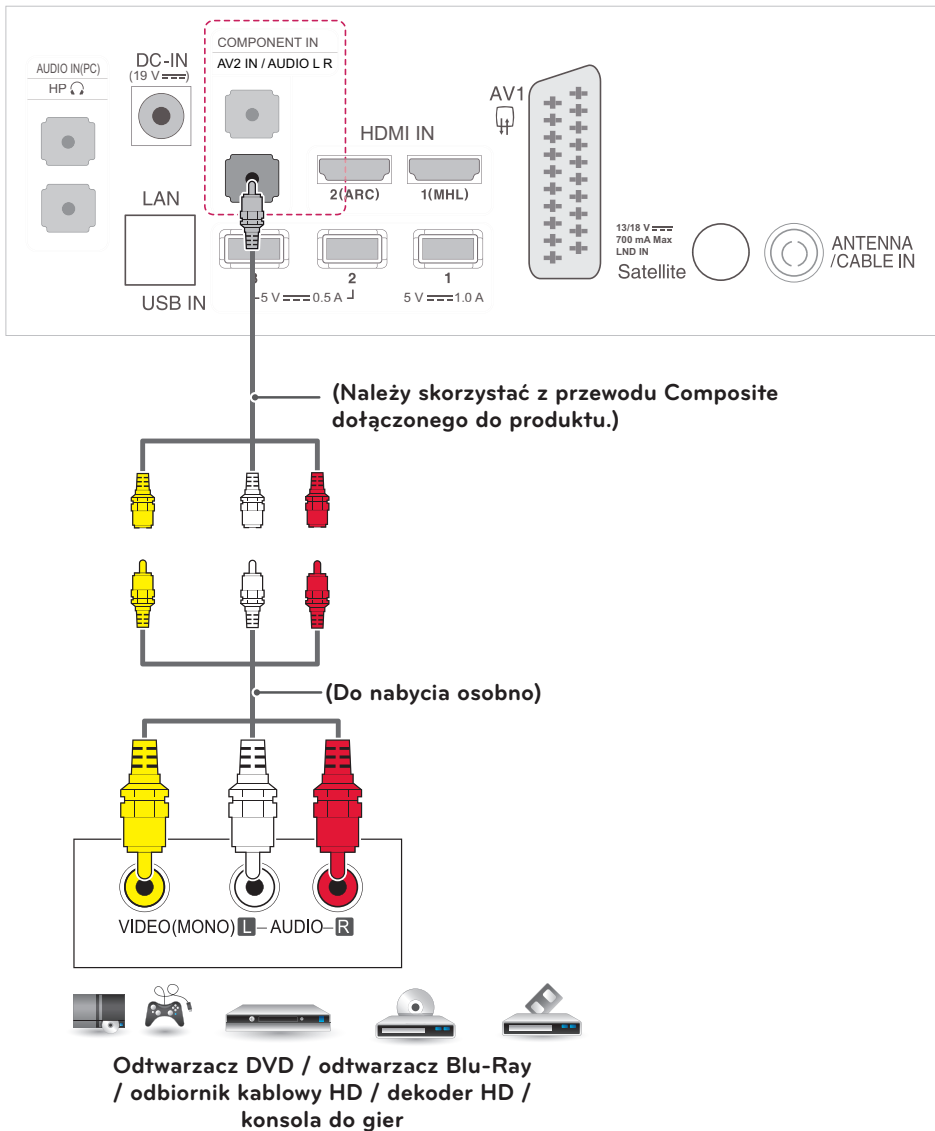 COMPONENT IN
AV2 IN / AUDIO L R
AUDIO IN(PC)
HP
DC-IN
(19 V)
HDMI IN
AV1
2(ARC)
1(MHL)
LAN
13/18 V
700 mA Max
LND IN
Satellite
ANTENNA
/CABLE IN
3
2
1
5 V 0.5 A
5 V 1.0 A
USB IN
(Należy skorzystać z przewodu Composite
dołączonego do produktu.)
(Do nabycia osobno)
VIDEO(MONO) L – AUDIO – R
Odtwarzacz DVD / odtwarzacz Blu-Ray
/ odbiornik kablowy HD / dekoder HD /
konsola do gier